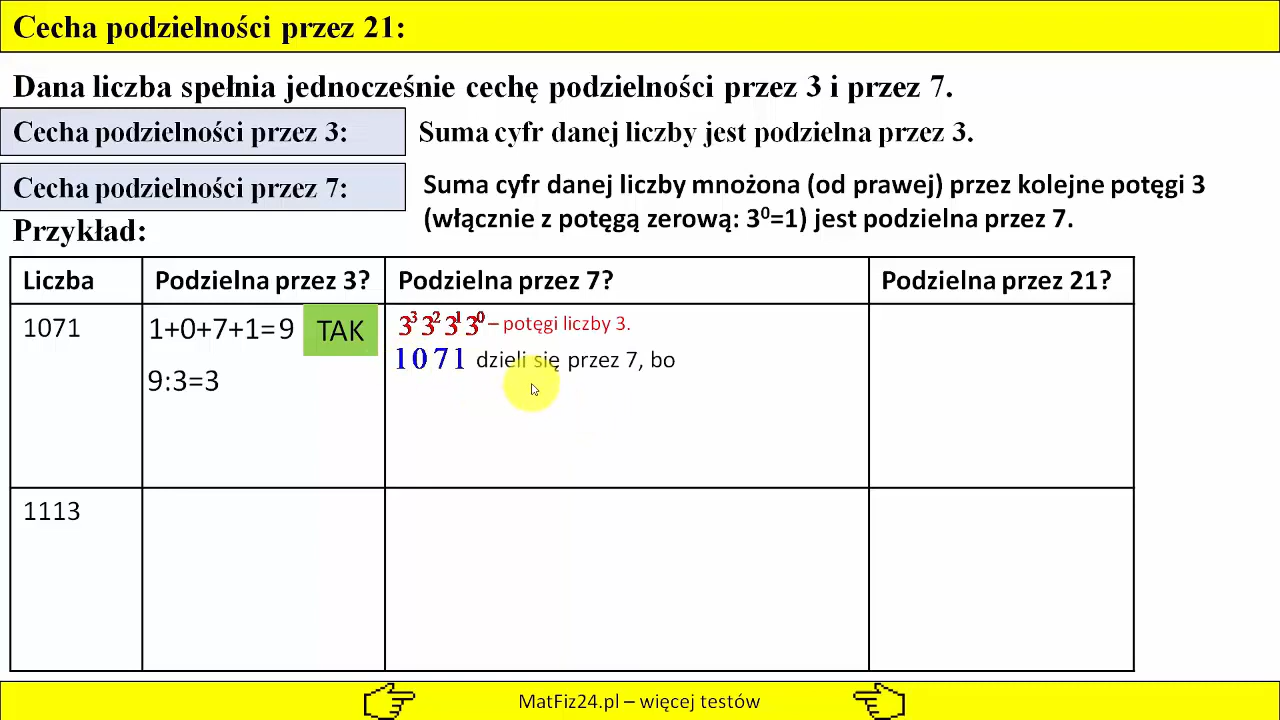 Cecha podzielności przez 21:
Dana liczba spełnia jednocześnie cechę podzielności przez 3 i przez 7.
Cecha podzielności przez 3:
Suma cyfr danej liczby jest podzielna przez 3.
Cecha podzielności przez 7:
Suma cyfr danej liczby mnożona (od prawej) przez kolejne potęgi 3
(włącznie z potęgą zerową: 3⁰=1) jest podzielna przez 7.
Przykład:
Liczba
Podzielna przez 3?
Podzielna przez 7?
Podzielna przez 21?
1071
1+0+7+1=9
TAK
9:3=3
3³ 3² 3¹ 3⁰ – potęgi liczby 3.
1 0 7 1 dzieli się przez 7, bo
1113
MatFiz24.pl – więcej testów